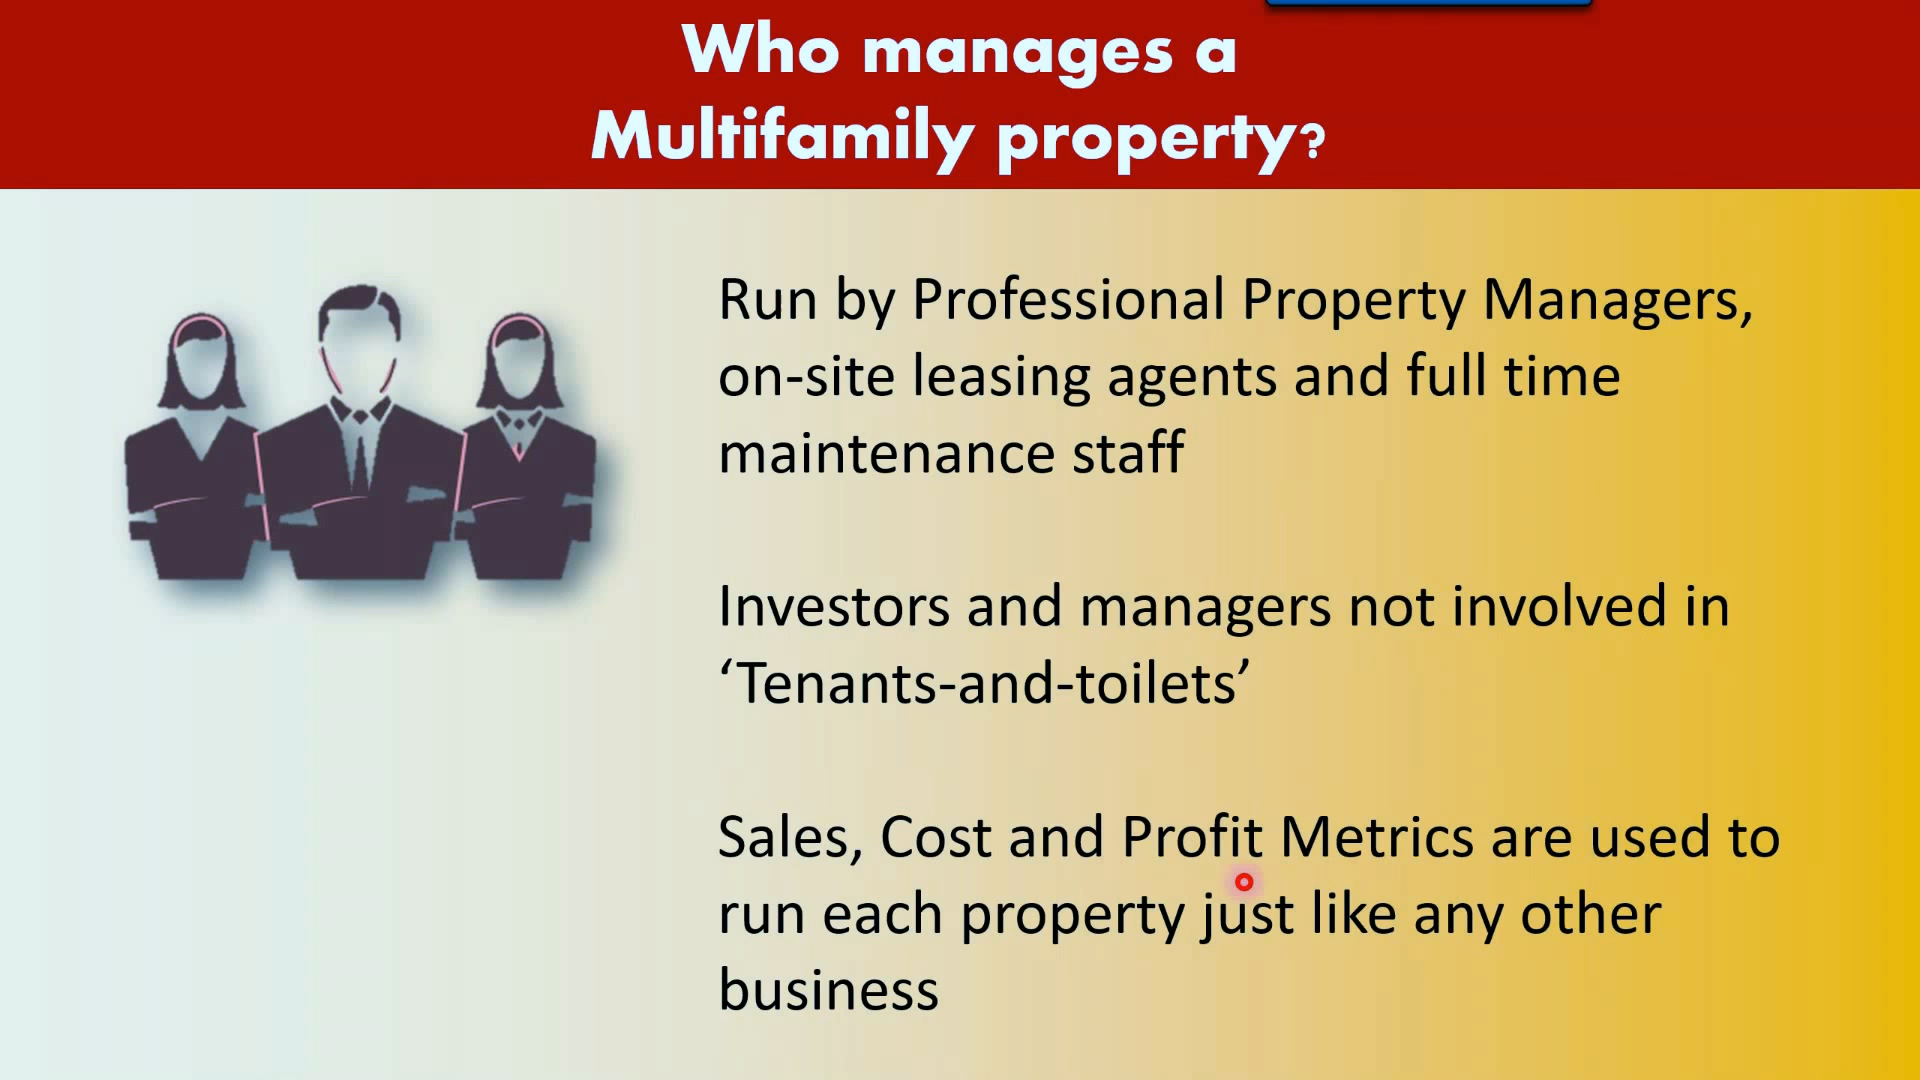 Who manages a
Multifamily property?
Run by Professional Property Managers,
on-site leasing agents and full time
maintenance staff
Investors and managers not involved in
‘Tenants-and-toilets’
Sales, Cost and Profit Metrics are used to
run each property just like any other
business